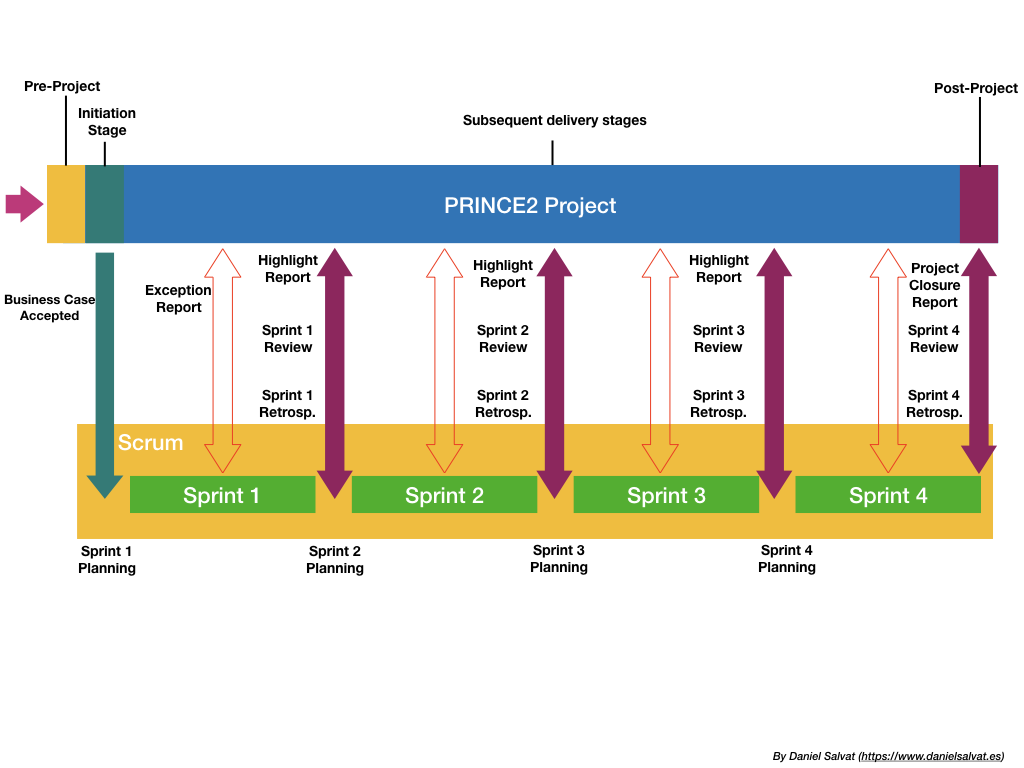 Pre-Project
Post-Project
Initiation
Stage
Subsequent delivery stages
PRINCE2 Project
Business Case
Accepted
Exception
Report
Highlight
Report
Sprint 1
Review
Sprint 1
Retrosp.
Highlight
Report
Sprint 2
Review
Sprint 2
Retrosp.
Highlight
Report
Sprint 3
Review
Sprint 3
Retrosp.
Project
Closure
Report
Sprint 4
Review
Sprint 4
Retrosp.
Scrum
Sprint 1
Sprint 2
Sprint 3
Sprint 4
Sprint 1
Planning
Sprint 2
Planning
Sprint 3
Planning
Sprint 4
Planning
By Daniel Salvat (https://www.danielsalvat.es)